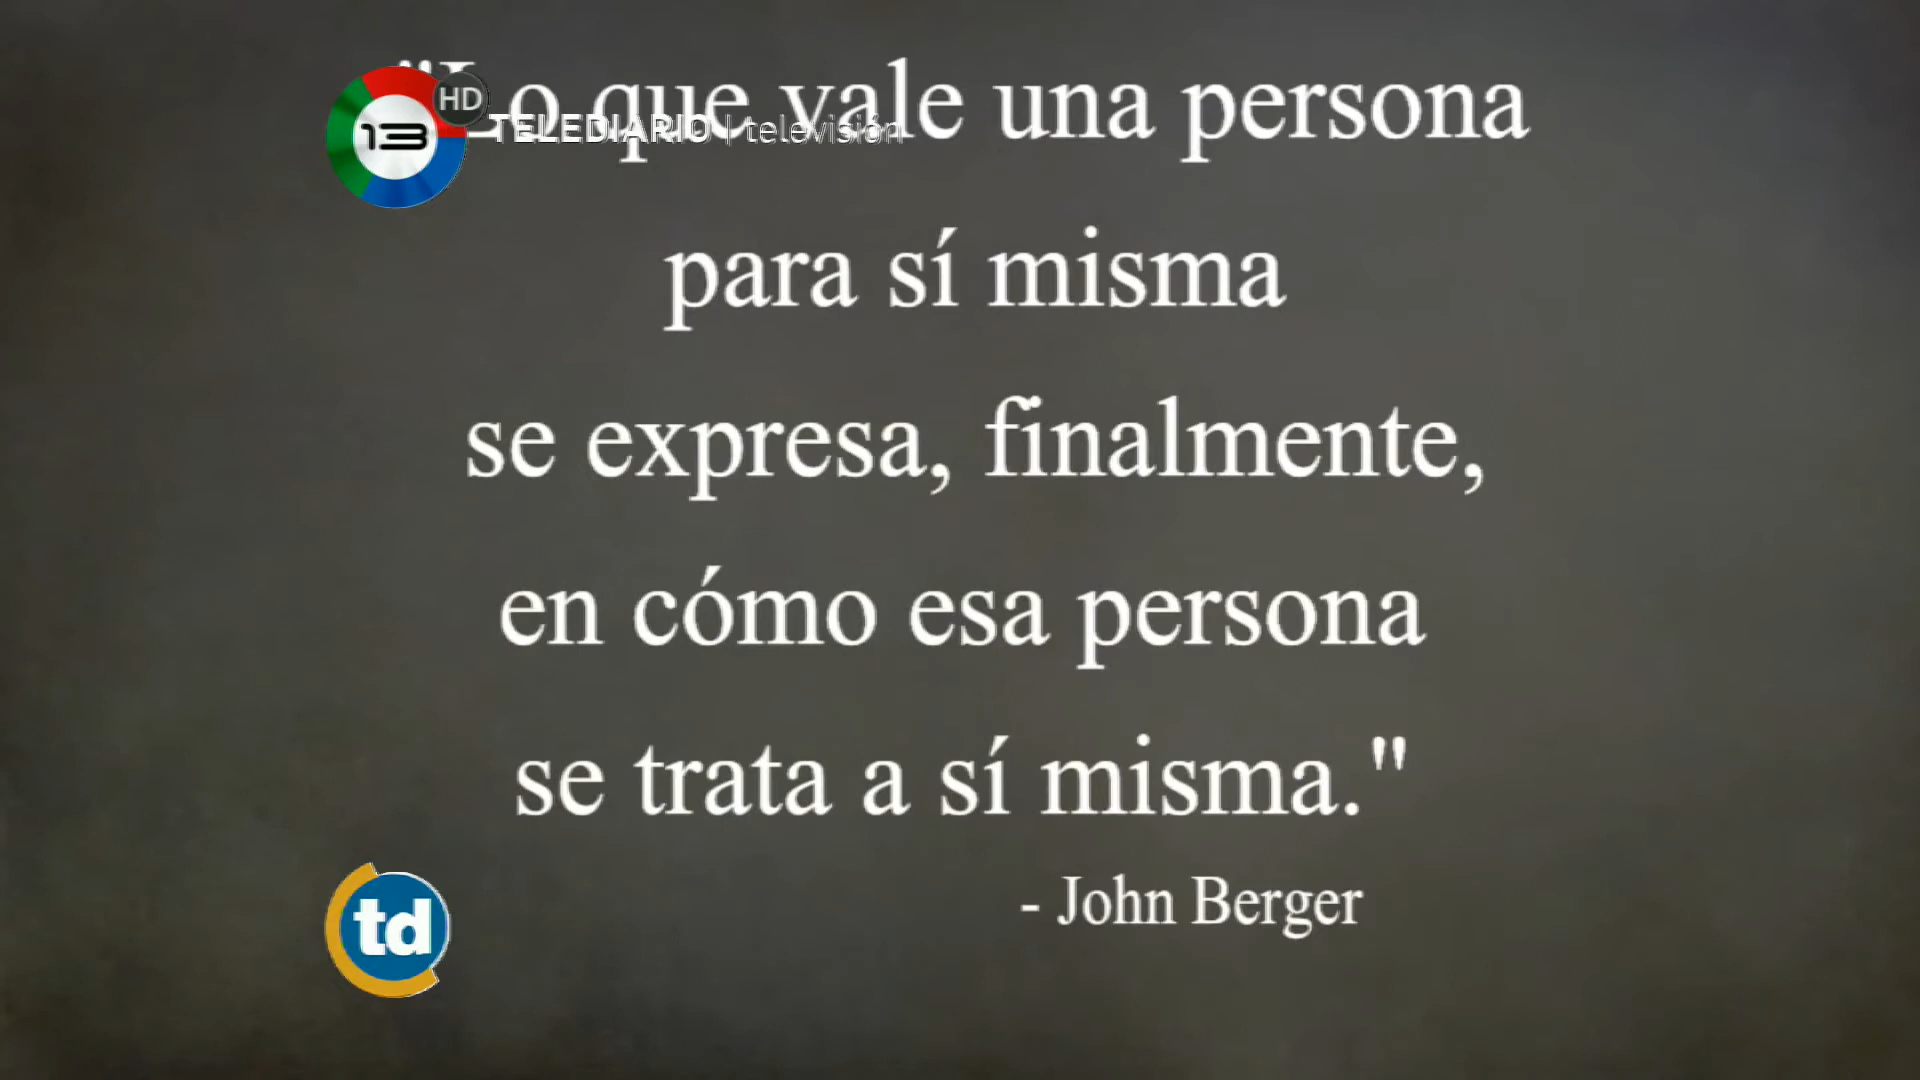 "Lo que vale una persona
HD
13
TELEDIARIO | televisión
para sí misma
se expresa, finalmente,
en cómo esa persona
se trata a sí misma."
- John Berger
td